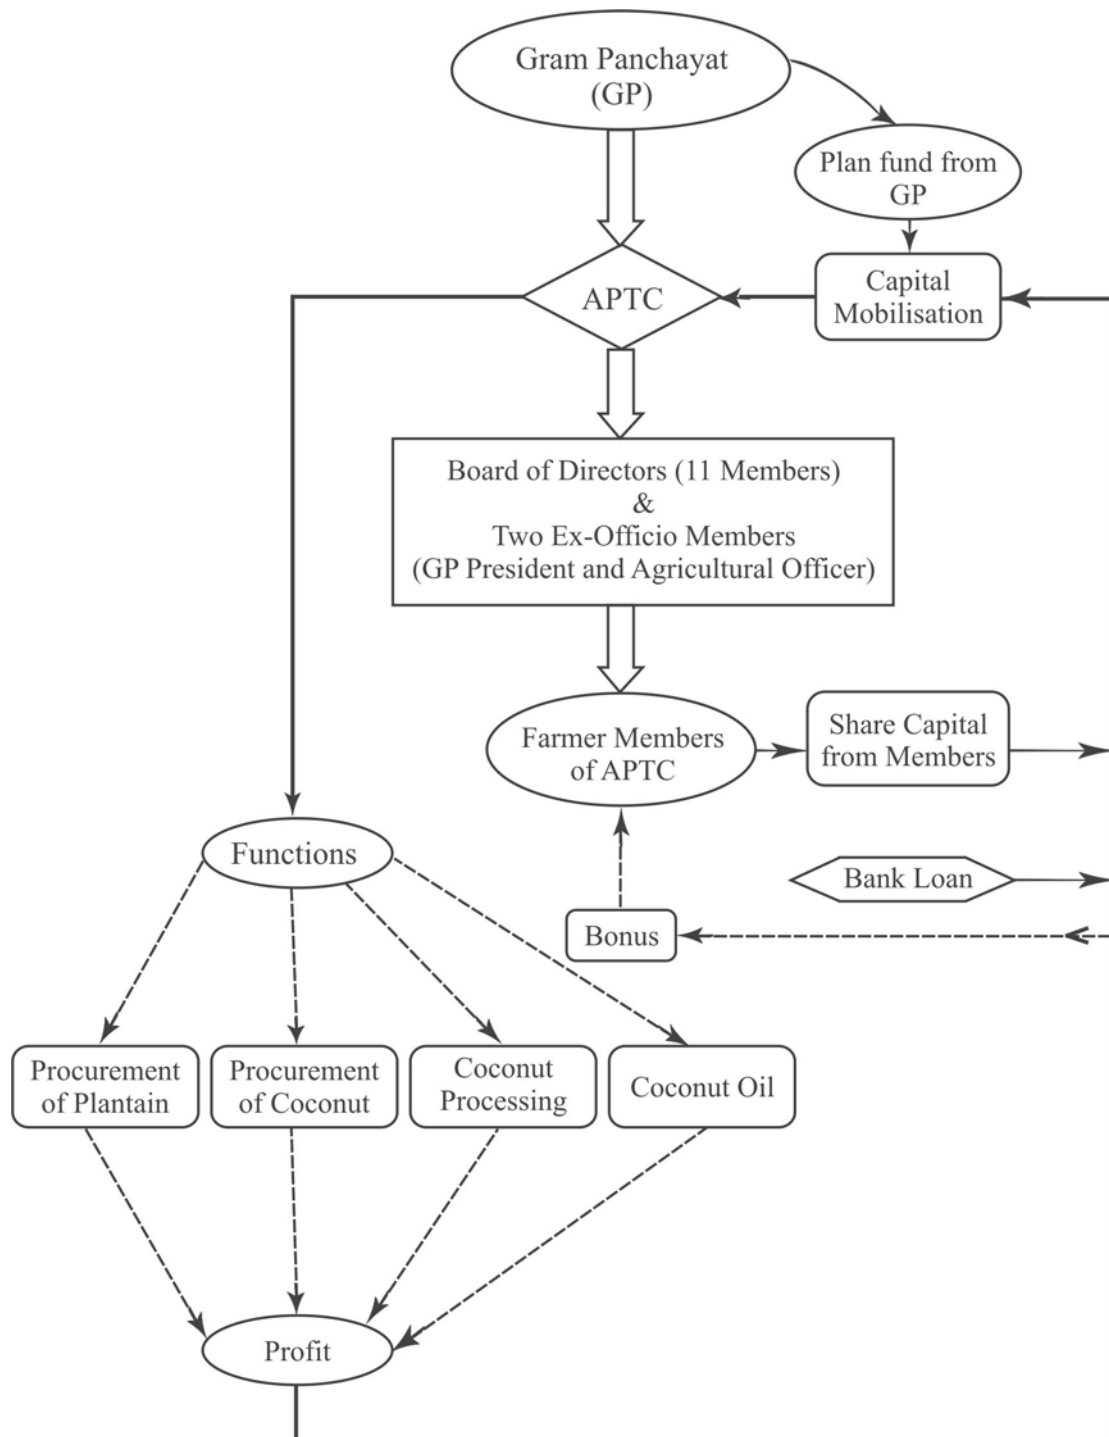 Gram Panchayat
(GP)
Plan fund from
GP
APTC
Capital
Mobilisation
Board of Directors (11 Members)
&
Two Ex-Officio Members
(GP President and Agricultural Officer)
Farmer Members
of APTC
Share Capital
from Members
Functions
Bank Loan
Bonus
Procurement
of Plantain
Procurement
of Coconut
Coconut
Processing
Coconut Oil
Profit